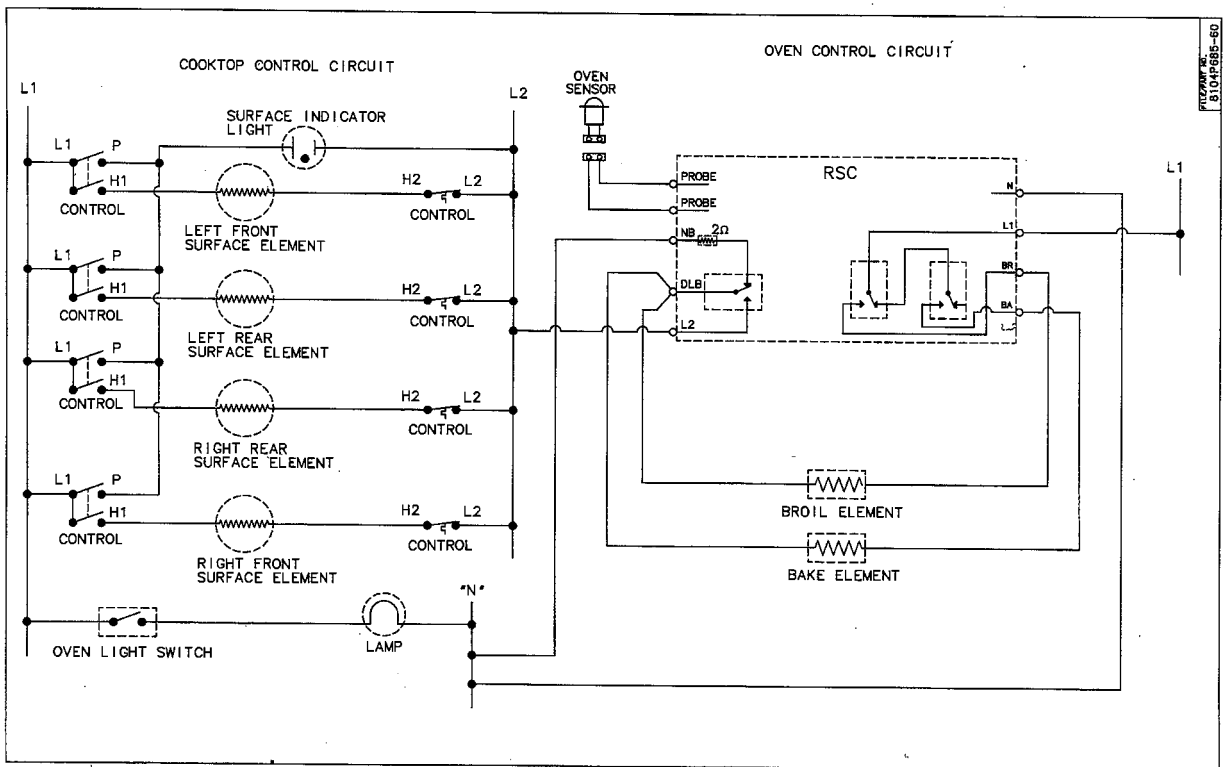 COOKTOP CONTROL CIRCUIT
OVEN CONTROL CIRCUIT
8104P685-60
L1
L2
SURFACE INDICATOR
LIGHT
L1
P
H1
CONTROL
LEFT FRONT
SURFACE ELEMENT
H2
L2
CONTROL
L1
P
H1
CONTROL
LEFT REAR
SURFACE ELEMENT
H2
L2
CONTROL
L1
P
H1
CONTROL
RIGHT REAR
SURFACE ELEMENT
H2
L2
CONTROL
L1
P
H1
CONTROL
RIGHT FRONT
SURFACE ELEMENT
H2
L2
CONTROL
OVEN LIGHT SWITCH
LAMP
"N"
OVEN
SENSOR
RSC
PROBE
PROBE
NB
2Ω
DLB
L2
N
L1
BR
BA
L1
BROIL ELEMENT
BAKE ELEMENT